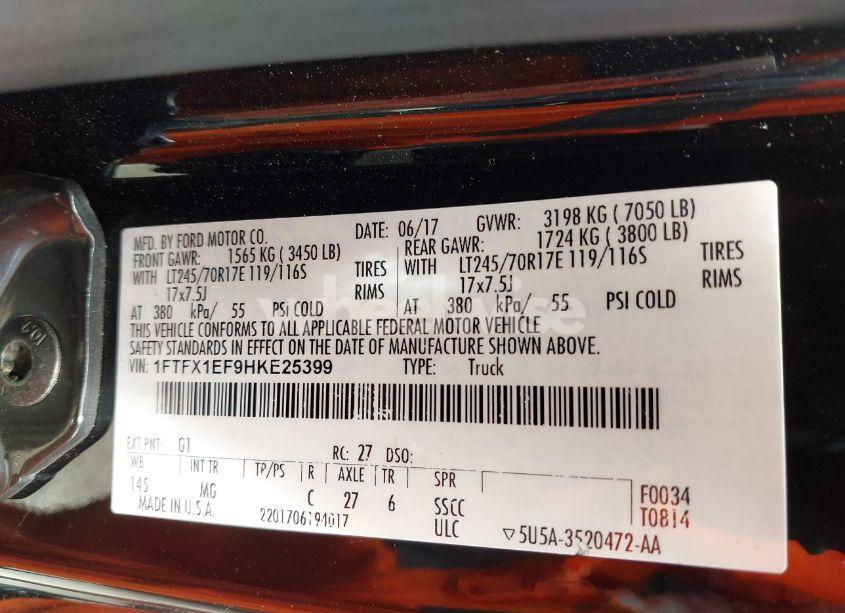 MFD. BY FORD MOTOR CO. DATE: 06/17 GVWR: 3198 KG ( 7050 LB)
FRONT GAWR: 1565 KG ( 3450 LB) REAR GAWR: 1724 KG ( 3800 LB)
WITH LT245/70R17E 119/116S TIRES WITH LT245/70R17E 119/116S TIRES
17x7.5J RIMS 17x7.5J RIMS
AT 380 kPa/ 55 PSI COLD AT 380 kPa/ 55 PSI COLD
THIS VEHICLE CONFORMS TO ALL APPLICABLE FEDERAL MOTOR VEHICLE
SAFETY STANDARDS IN EFFECT ON THE DATE OF MANUFACTURE SHOWN ABOVE.
VIN: 1FTFX1EF9HKE25399 TYPE: Truck
EXT PNT: G1 RC: 27 DSO:
WB INT TR TP/PS R AXLE TR SPR
145 MG C 27 6 SSCC F0034
MADE IN U.S.A. 2201706194017 ULC T0814
5U5A-3520472-AA